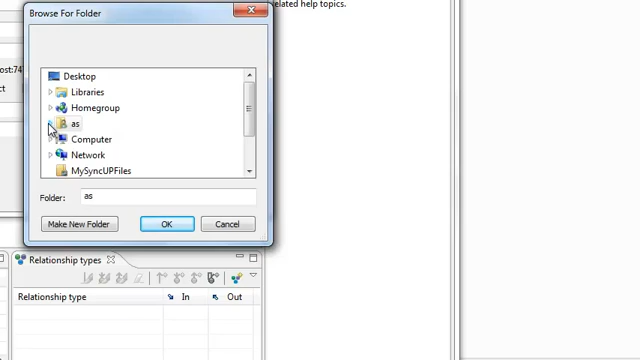 Browse For Folder
elated help topics.
Desktop
Libraries
ost:747
Homegroup
ct
as
Computer
Network
MySyncUPFiles
Folder: as
Make New Folder OK Cancel
Relationship types
Relationship type In Out